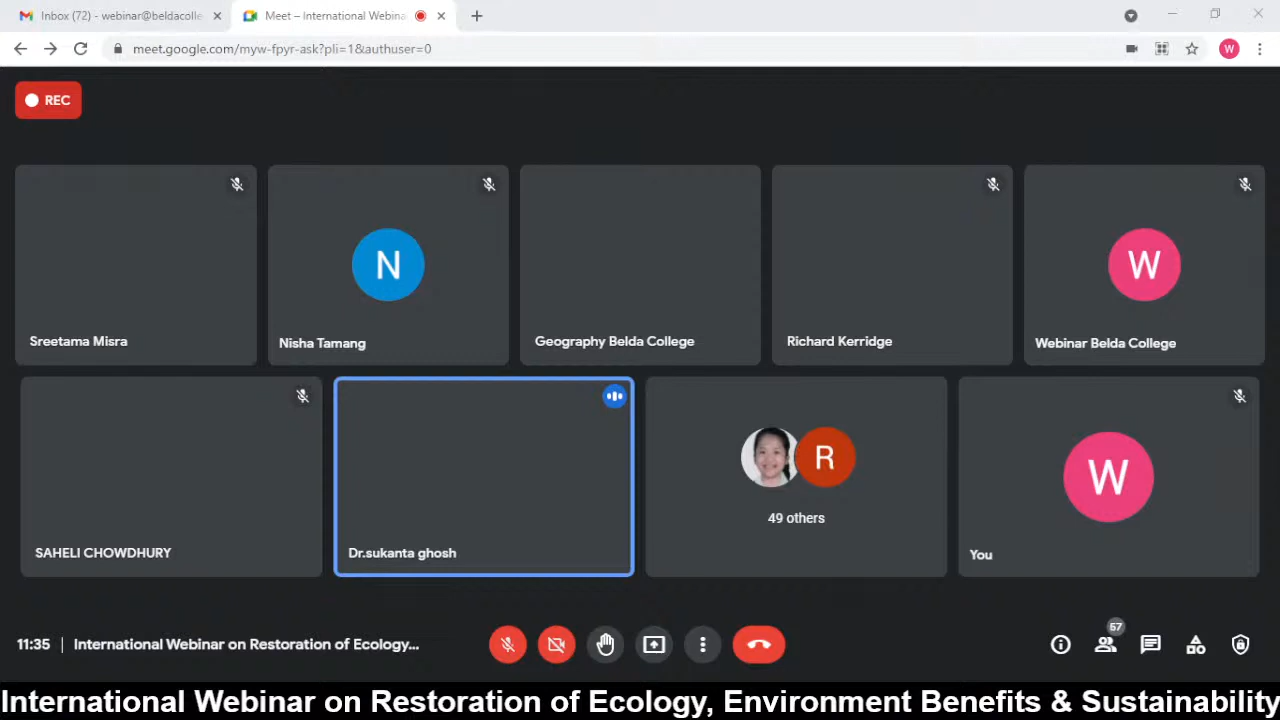 Inbox (72) - webinar@beldacolle
Meet – International Webina
meet.google.com/myw-fpyr-ask?pli=1&authuser=0
W
REC
Sreetama Misra
N
Nisha Tamang
Geography Belda College
Richard Kerridge
W
Webinar Belda College
SAHELI CHOWDHURY
Dr.sukanta ghosh
R
49 others
W
You
11:35 | International Webinar on Restoration of Ecology...
57
International Webinar on Restoration of Ecology, Environment Benefits & Sustainability